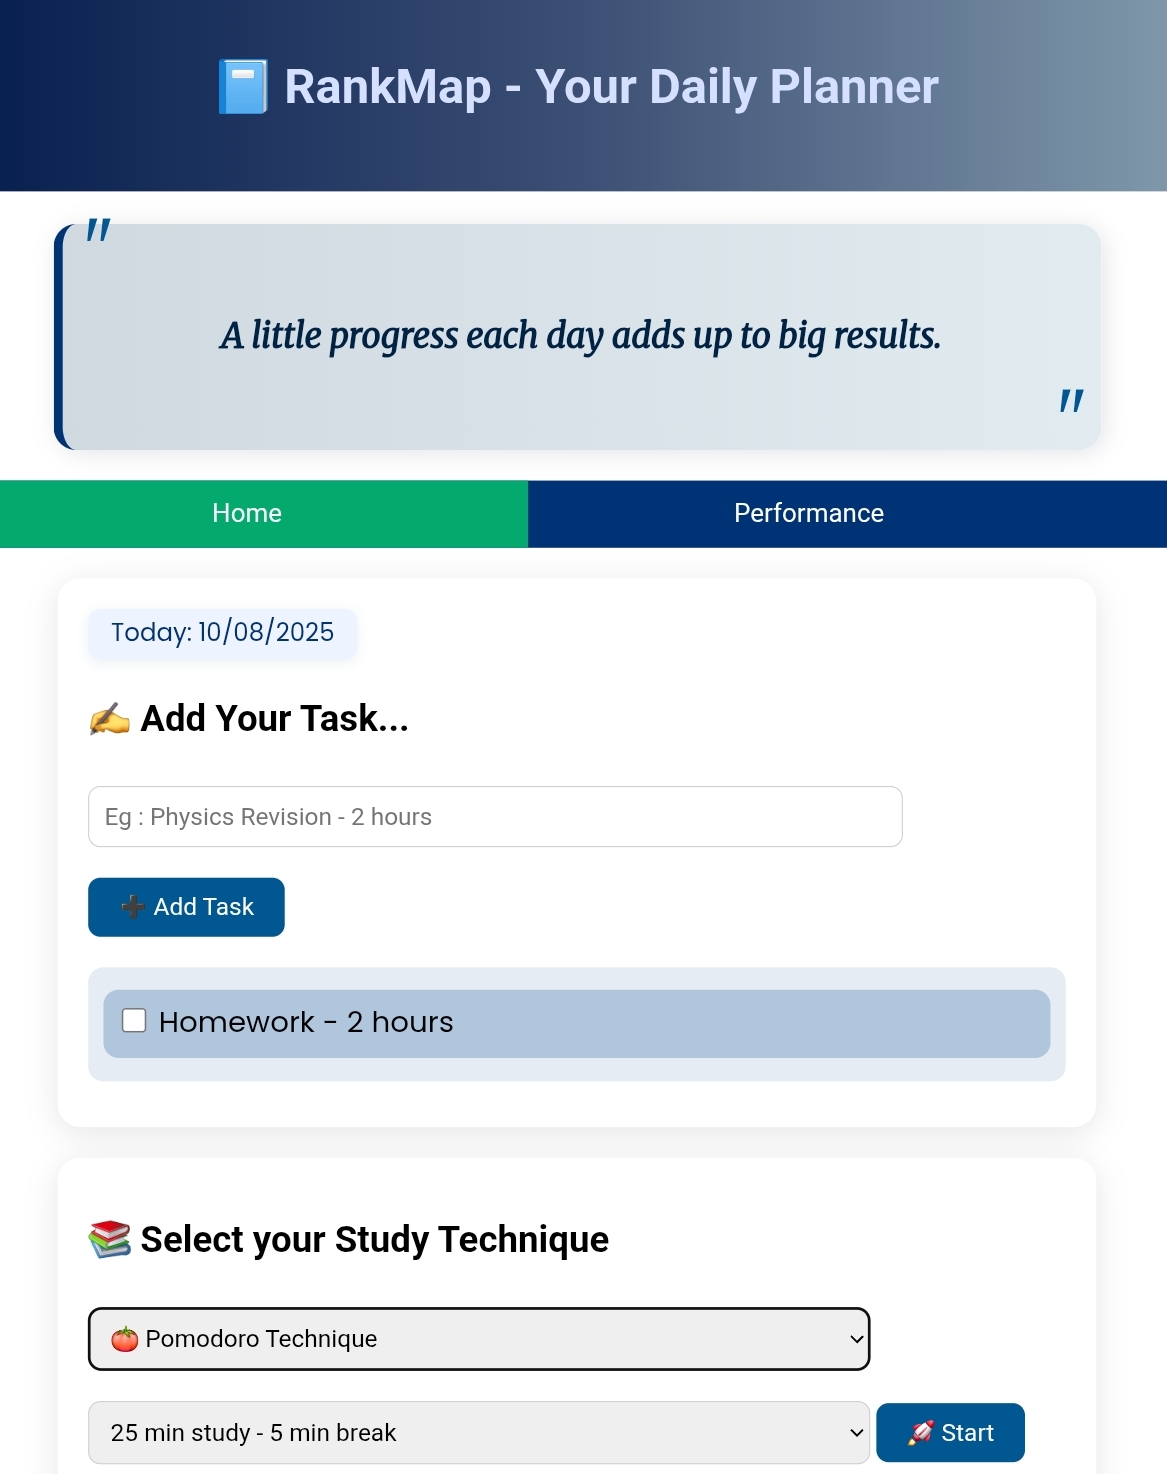 📘 RankMap - Your Daily Planner
"
A little progress each day adds up to big results.
"
Home Performance
Today: 10/08/2025
✍️ Add Your Task...
Eg : Physics Revision - 2 hours
➕ Add Task
Homework - 2 hours
📚 Select your Study Technique
🍅 Pomodoro Technique
25 min study - 5 min break 🚀 Start